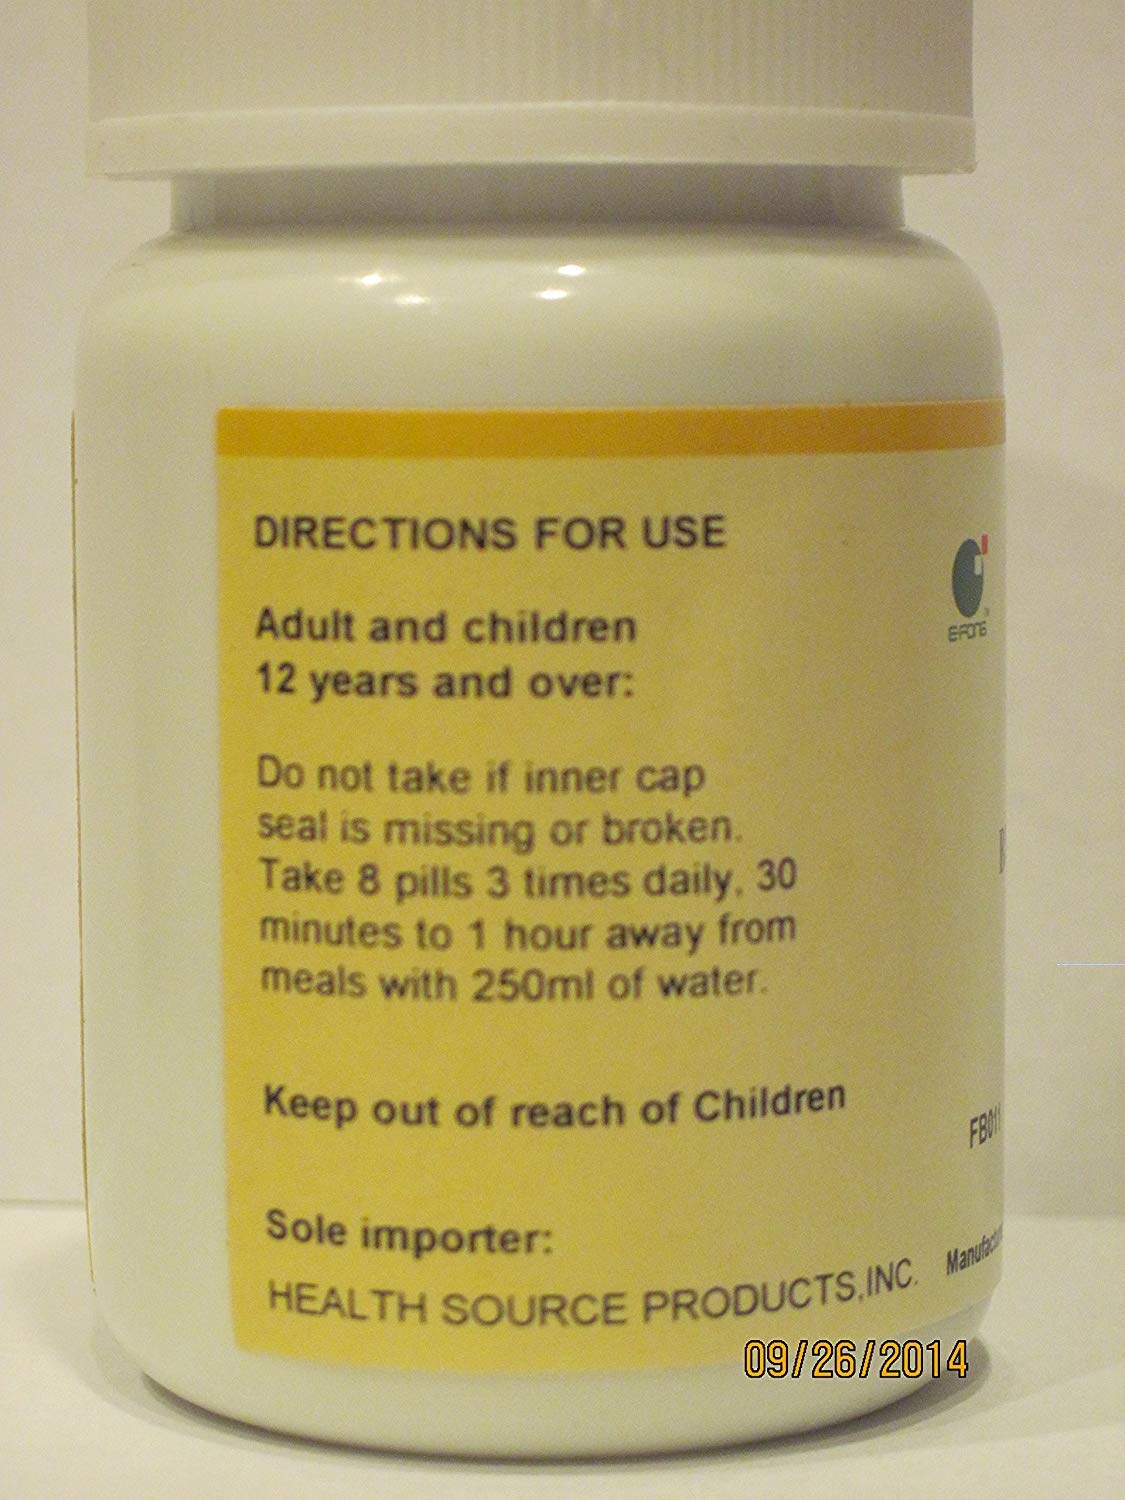 DIRECTIONS FOR USE
Adult and children
12 years and over:
Do not take if inner cap
seal is missing or broken.
Take 8 pills 3 times daily, 30
minutes to 1 hour away from
meals with 250ml of water.
Keep out of reach of Children
Sole importer:
HEALTH SOURCE PRODUCTS,INC.
E-FONG
FB011
09/26/2014